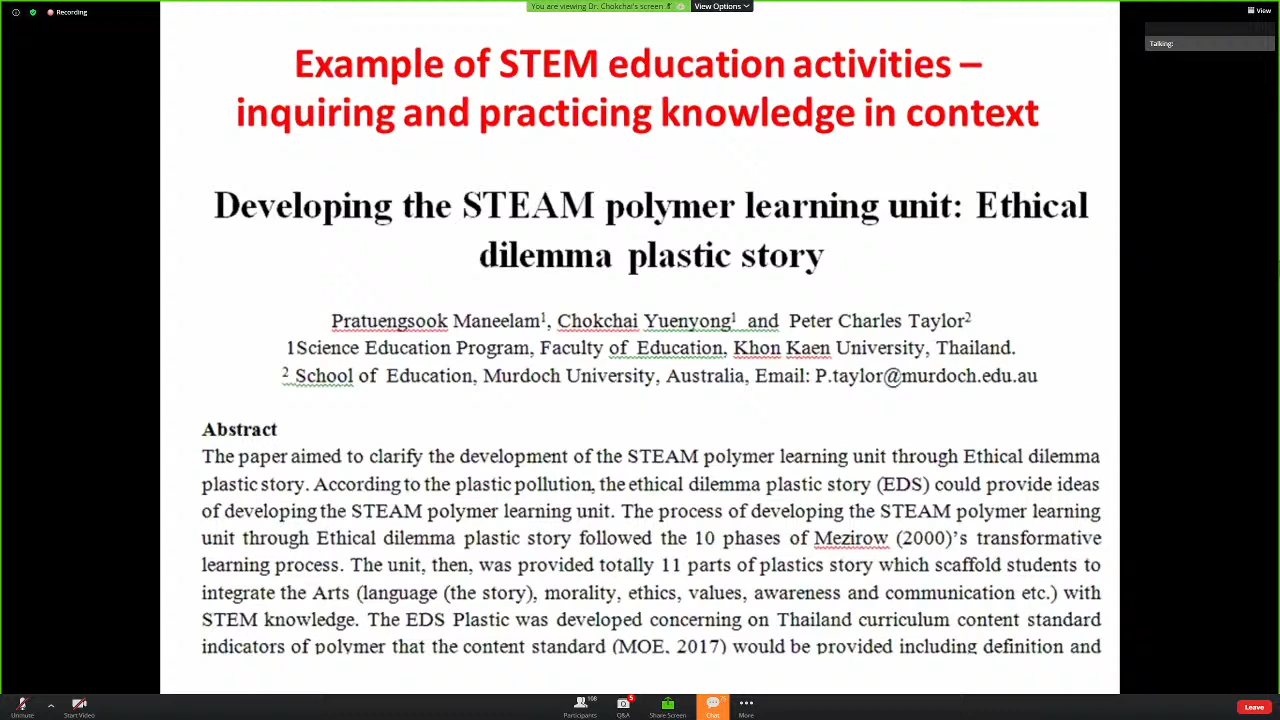 Recording
You are viewing Dr. Chokchai's screen
View Options
View
Talking:
Example of STEM education activities –
inquiring and practicing knowledge in context
Developing the STEAM polymer learning unit: Ethical
dilemma plastic story
Pratuengsook Maneelam¹, Chokchai Yuenyong¹ and Peter Charles Taylor²
1Science Education Program, Faculty of Education, Khon Kaen University, Thailand.
² School of Education, Murdoch University, Australia, Email: P.taylor@murdoch.edu.au
Abstract
The paper aimed to clarify the development of the STEAM polymer learning unit through Ethical dilemma
plastic story. According to the plastic pollution, the ethical dilemma plastic story (EDS) could provide ideas
of developing the STEAM polymer learning unit. The process of developing the STEAM polymer learning
unit through Ethical dilemma plastic story followed the 10 phases of Mezirow (2000)'s transformative
learning process. The unit, then, was provided totally 11 parts of plastics story which scaffold students to
integrate the Arts (language (the story), morality, ethics, values, awareness and communication etc.) with
STEM knowledge. The EDS Plastic was developed concerning on Thailand curriculum content standard
indicators of polymer that the content standard (MOE, 2017) would be provided including definition and
Unmute
Start Video
Participants
108
Q&A
5
Share Screen
Chat
More
Leave